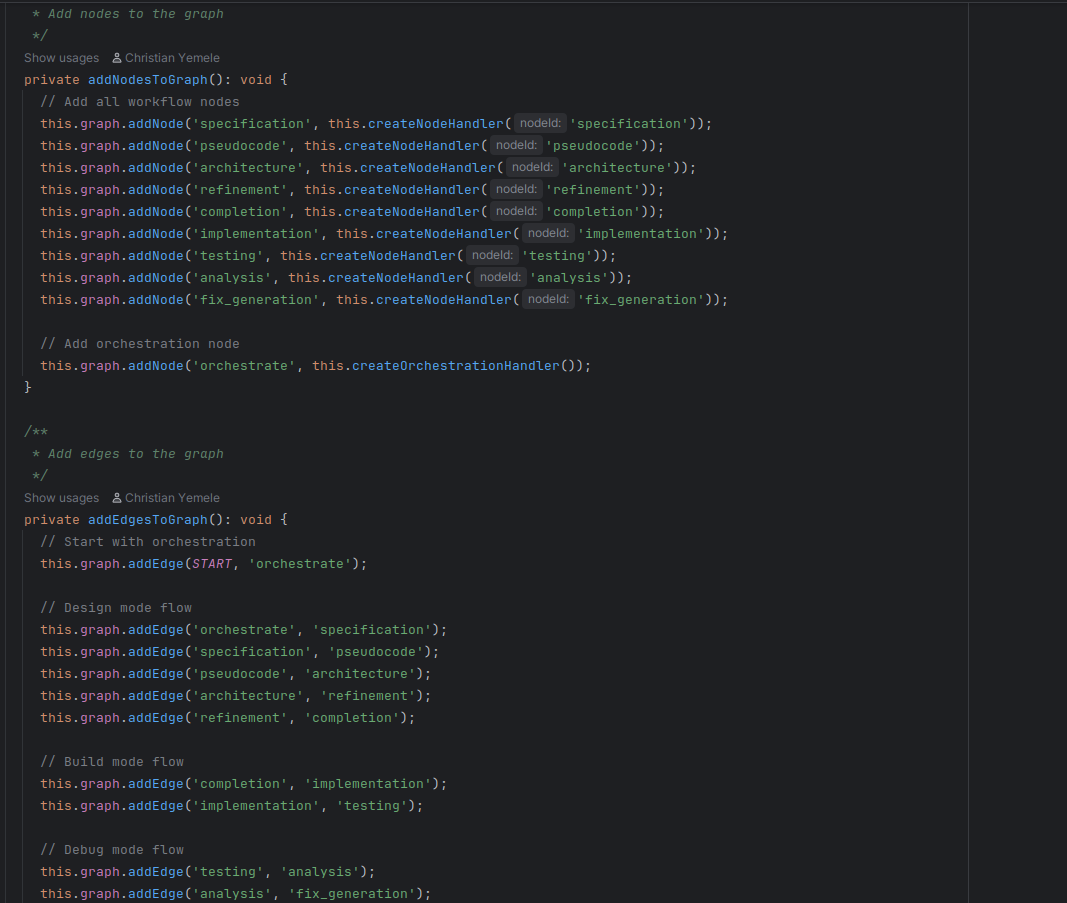 * Add nodes to the graph
*/
Show usages Christian Yemele
private addNodesToGraph(): void {
// Add all workflow nodes
this.graph.addNode('specification', this.createNodeHandler( nodeId: 'specification'));
this.graph.addNode('pseudocode', this.createNodeHandler( nodeId: 'pseudocode'));
this.graph.addNode('architecture', this.createNodeHandler( nodeId: 'architecture'));
this.graph.addNode('refinement', this.createNodeHandler( nodeId: 'refinement'));
this.graph.addNode('completion', this.createNodeHandler( nodeId: 'completion'));
this.graph.addNode('implementation', this.createNodeHandler( nodeId: 'implementation'));
this.graph.addNode('testing', this.createNodeHandler( nodeId: 'testing'));
this.graph.addNode('analysis', this.createNodeHandler( nodeId: 'analysis'));
this.graph.addNode('fix_generation', this.createNodeHandler( nodeId: 'fix_generation'));
// Add orchestration node
this.graph.addNode('orchestrate', this.createOrchestrationHandler());
}
/**
* Add edges to the graph
*/
Show usages Christian Yemele
private addEdgesToGraph(): void {
// Start with orchestration
this.graph.addEdge(START, 'orchestrate');
// Design mode flow
this.graph.addEdge('orchestrate', 'specification');
this.graph.addEdge('specification', 'pseudocode');
this.graph.addEdge('pseudocode', 'architecture');
this.graph.addEdge('architecture', 'refinement');
this.graph.addEdge('refinement', 'completion');
// Build mode flow
this.graph.addEdge('completion', 'implementation');
this.graph.addEdge('implementation', 'testing');
// Debug mode flow
this.graph.addEdge('testing', 'analysis');
this.graph.addEdge('analysis', 'fix_generation');